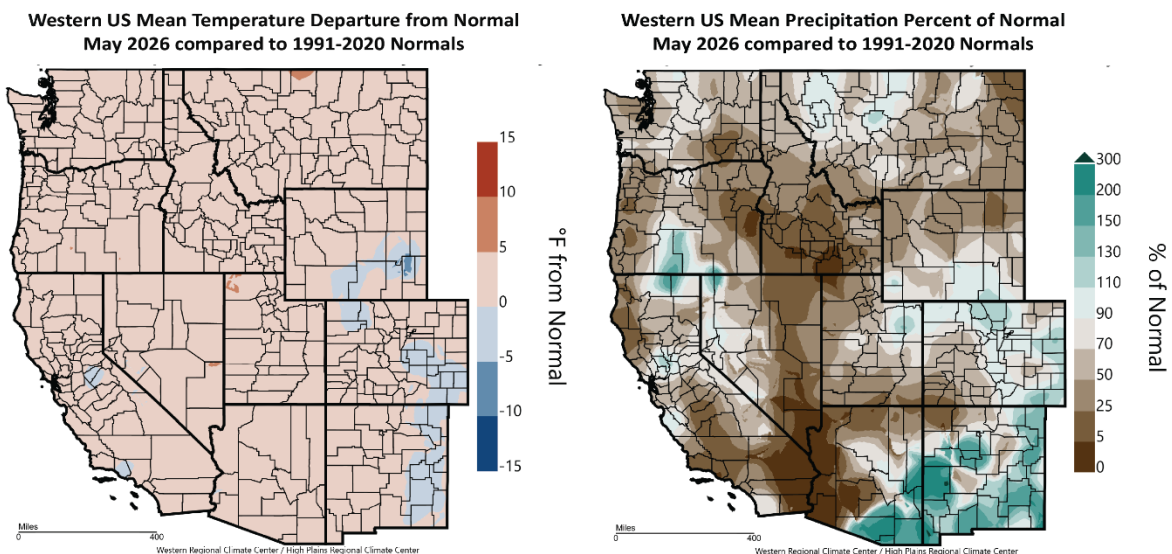 Western US Mean Temperature Departure from Normal
May 2026 compared to 1991-2020 Normals
15
10
5
0
-5
-10
-15
°F from Normal
Miles
0 400
Western Regional Climate Center / High Plains Regional Climate Center
Western US Mean Precipitation Percent of Normal
May 2026 compared to 1991-2020 Normals
300
200
150
130
110
90
70
50
25
5
0
% of Normal
Miles
0 400
Western Regional Climate Center / High Plains Regional Climate Center